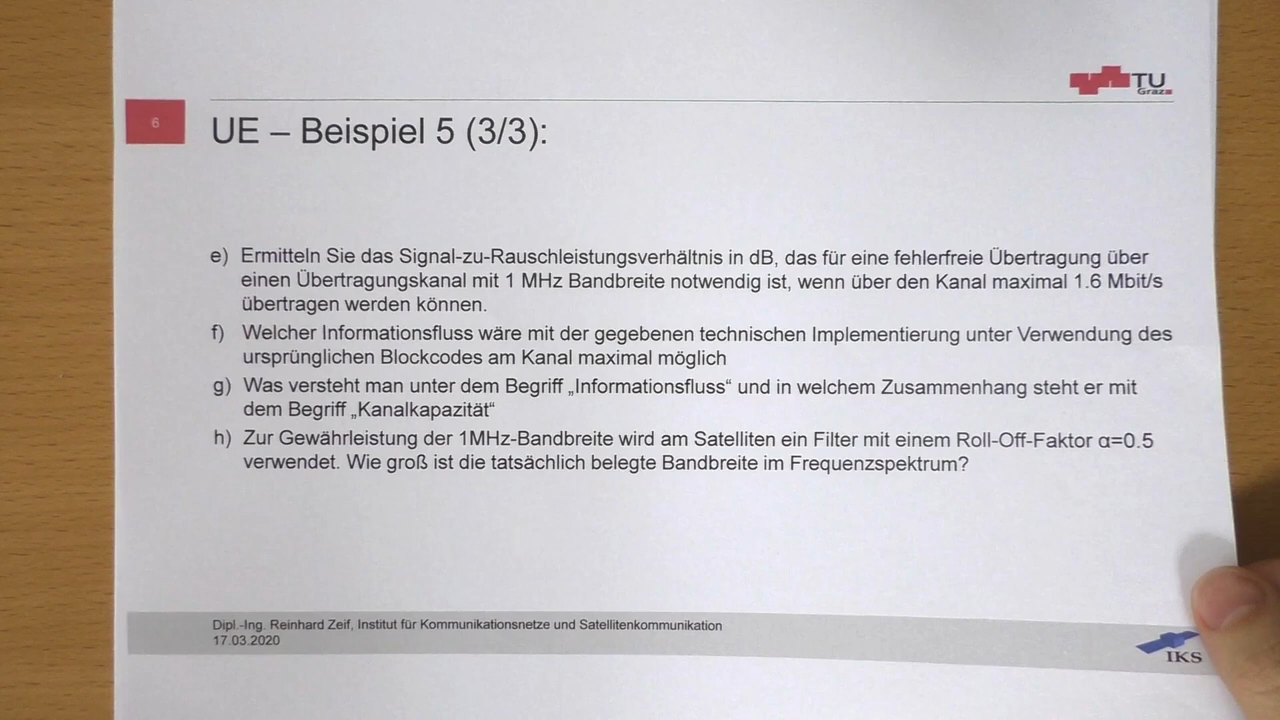 TU
Graz
6
UE – Beispiel 5 (3/3):
e) Ermitteln Sie das Signal-zu-Rauschleistungsverhältnis in dB, das für eine fehlerfreie Übertragung über
einen Übertragungskanal mit 1 MHz Bandbreite notwendig ist, wenn über den Kanal maximal 1.6 Mbit/s
übertragen werden können.
f) Welcher Informationsfluss wäre mit der gegebenen technischen Implementierung unter Verwendung des
ursprünglichen Blockcodes am Kanal maximal möglich
g) Was versteht man unter dem Begriff „Informationsfluss“ und in welchem Zusammenhang steht er mit
dem Begriff „Kanalkapazität“
h) Zur Gewährleistung der 1MHz-Bandbreite wird am Satelliten ein Filter mit einem Roll-Off-Faktor α=0.5
verwendet. Wie groß ist die tatsächlich belegte Bandbreite im Frequenzspektrum?
Dipl.-Ing. Reinhard Zeif, Institut für Kommunikationsnetze und Satellitenkommunikation
17.03.2020
IKS